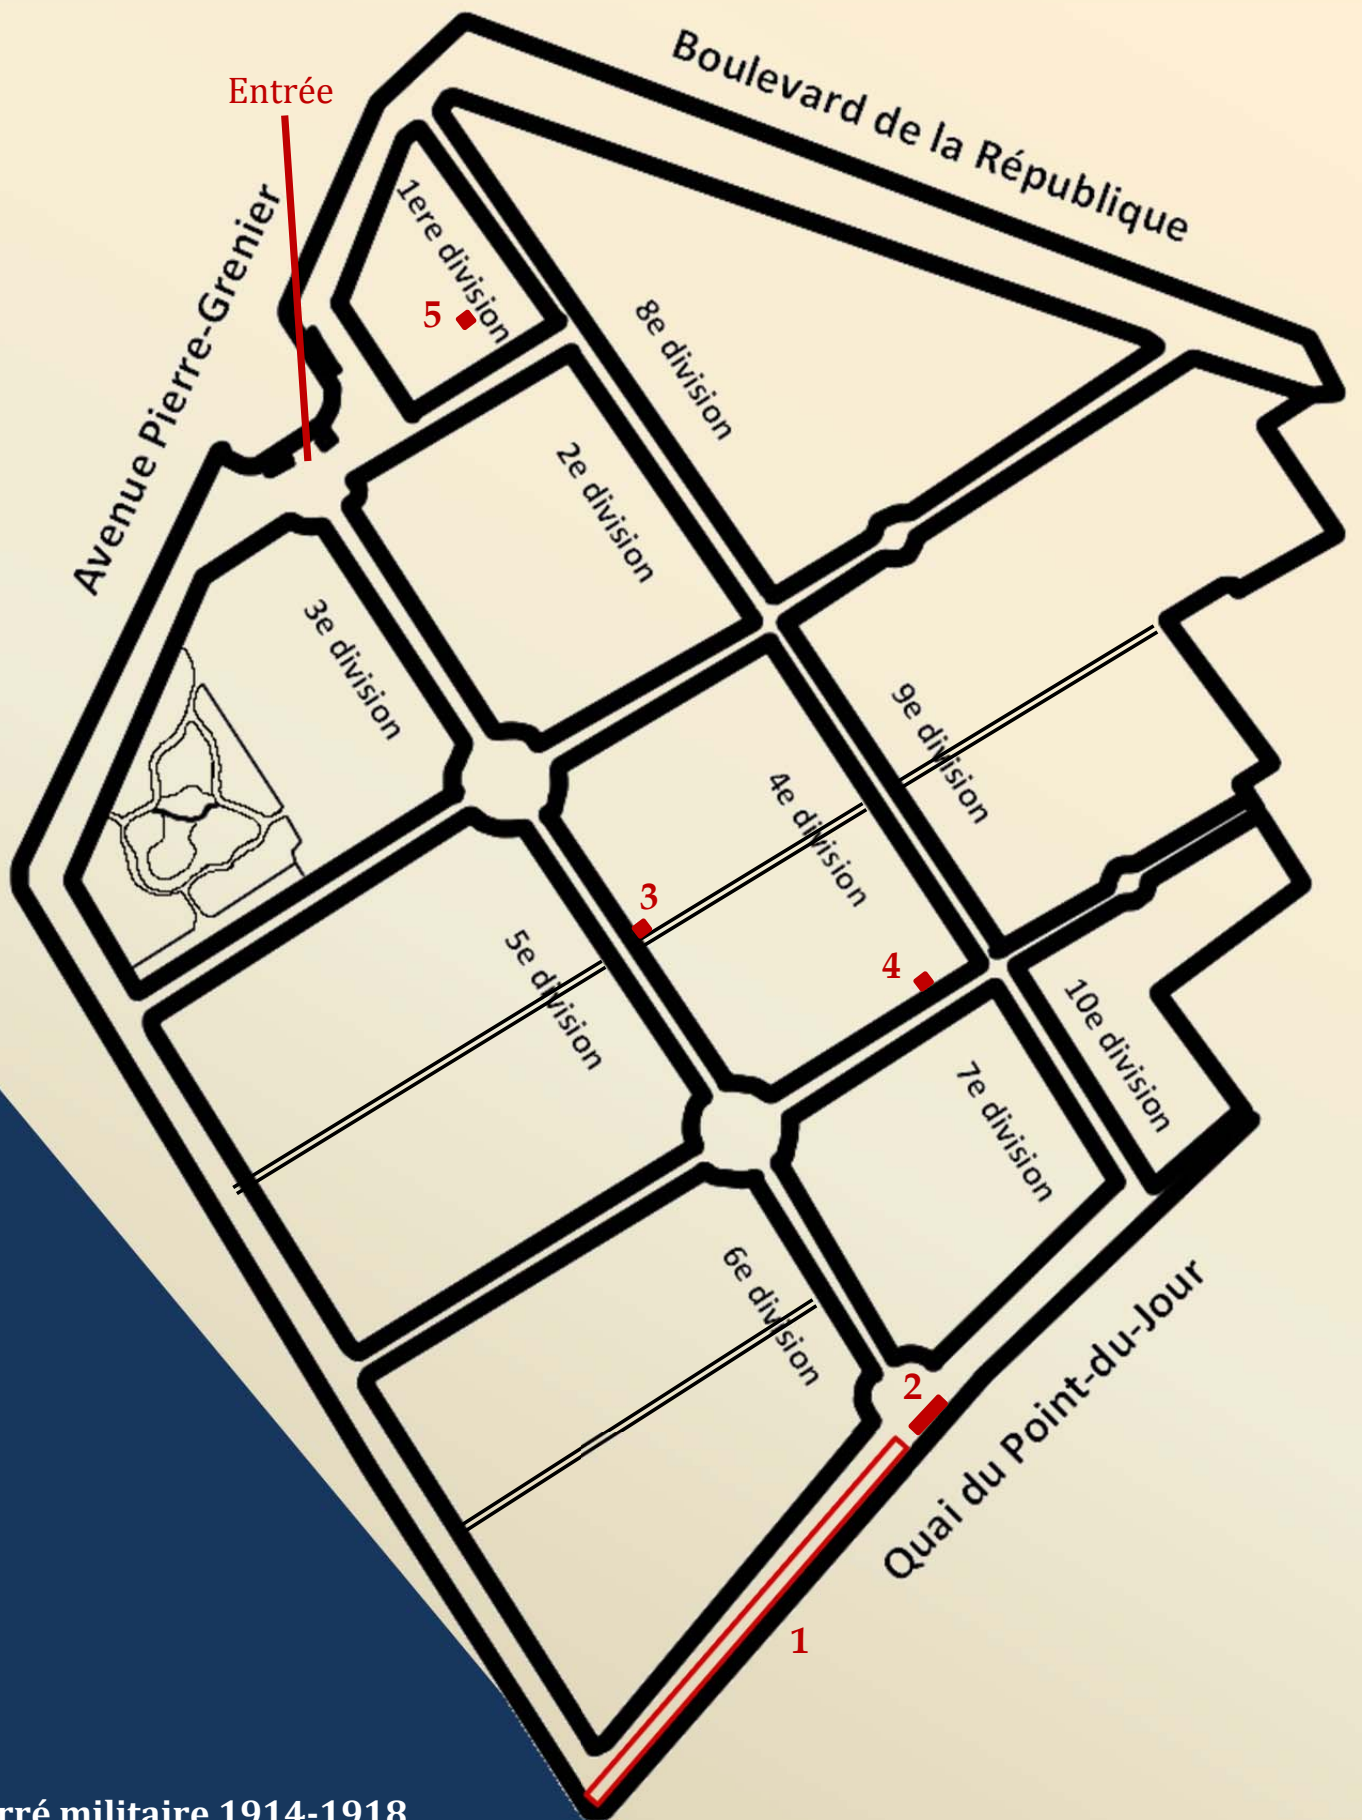 Boulevard de la République
Entrée
Avenue Pierre-Grenier
1ere division
5
8e division
2e division
3e division
9e division
4e division
3
5e division
4
10e division
7e division
6e division
2
Quai du Point-du-Jour
1
militaire 1914-1918